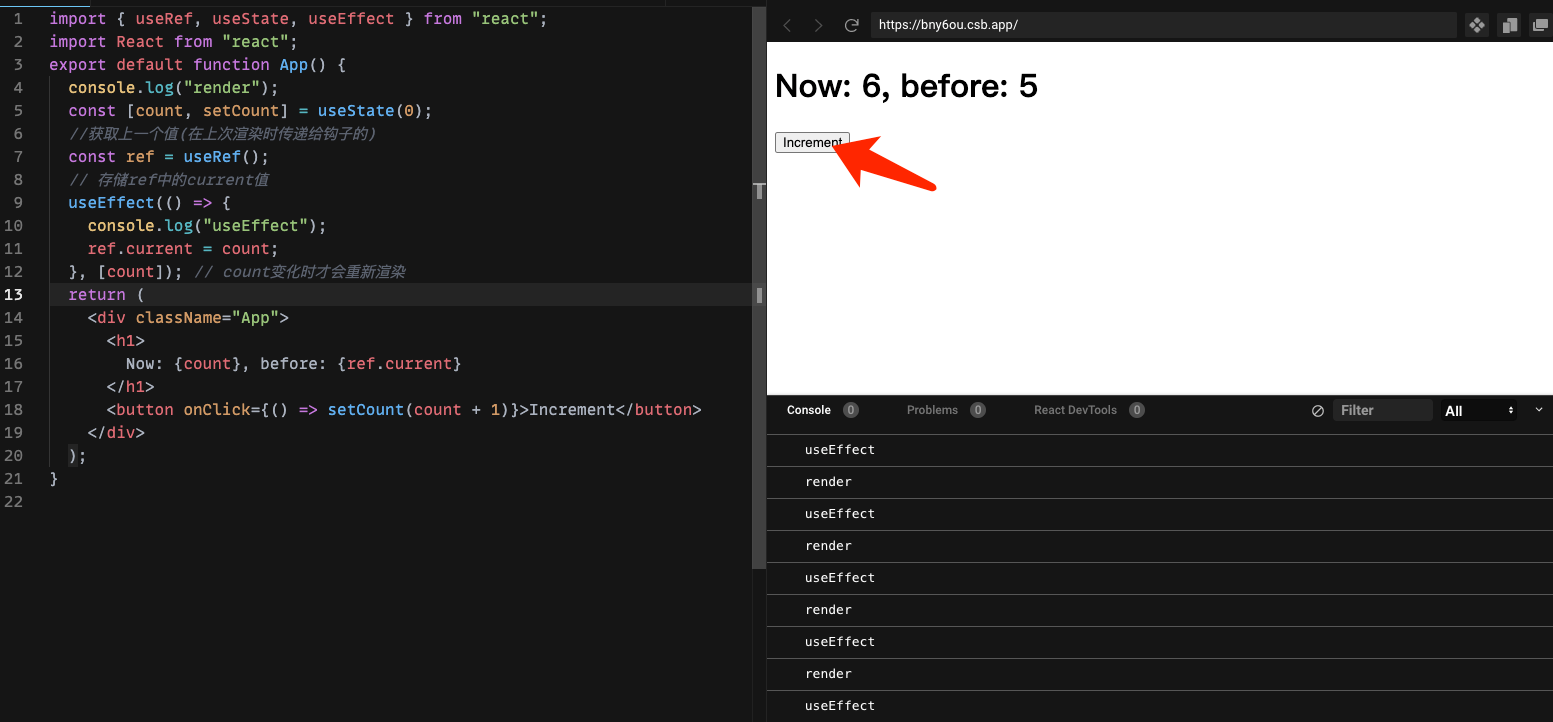 1 import { useRef, useState, useEffect } from "react";
2 import React from "react";
3 export default function App() {
4 console.log("render");
5 const [count, setCount] = useState(0);
6 //获取上一个值(在上次渲染时传递给钩子的)
7 const ref = useRef();
8 // 存储ref中的current值
9 useEffect(() => {
10 console.log("useEffect");
11 ref.current = count;
12 }, [count]); // count变化时才会重新渲染
13 return (
14 <div className="App">
15 <h1>
16 Now: {count}, before: {ref.current}
17 </h1>
18 <button onClick={() => setCount(count + 1)}>Increment</button>
19 </div>
20 );
21 }
22
https://bny6ou.csb.app/
Now: 6, before: 5
Increment
Console 0 Problems 0 React DevTools 0 Filter All
useEffect
render
useEffect
render
useEffect
render
useEffect
render
useEffect